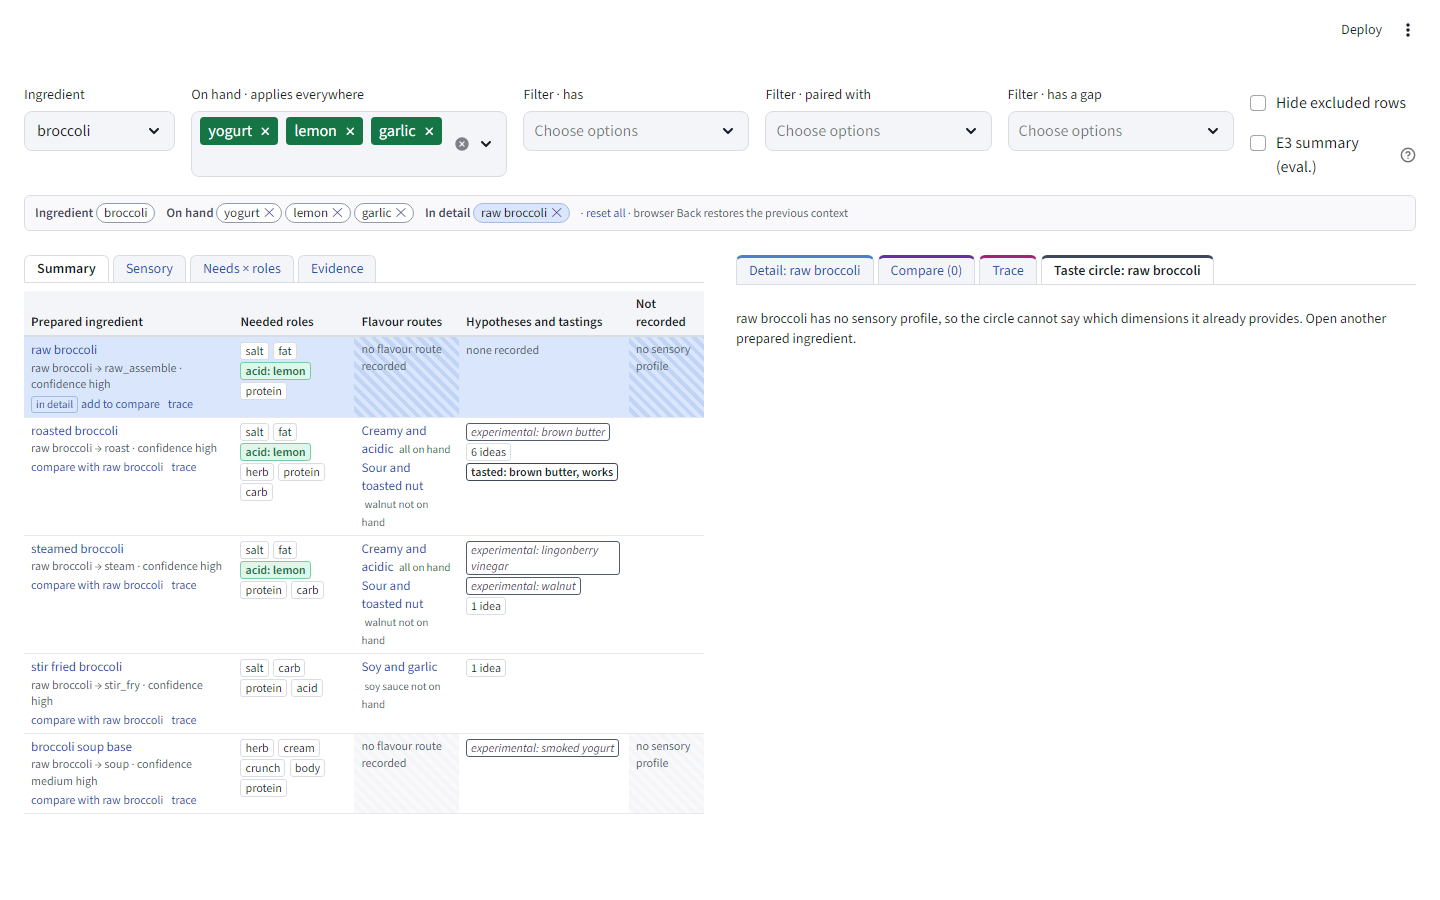 Deploy
Ingredient
On hand · applies everywhere
Filter · has
Filter · paired with
Filter · has a gap
broccoli
yogurt × lemon × garlic ×
Choose options
Choose options
Choose options
Hide excluded rows
E3 summary
(eval.)
Ingredient broccoli On hand yogurt × lemon × garlic × In detail raw broccoli × · reset all · browser Back restores the previous context
Summary
Sensory
Needs × roles
Evidence
Prepared ingredient
Needed roles
Flavour routes
Hypotheses and tastings
Not
recorded
raw broccoli
raw broccoli → raw_assemble ·
confidence high
in detail add to compare trace
salt fat
acid: lemon
protein
no flavour route
recorded
none recorded
no sensory
profile
roasted broccoli
raw broccoli → roast · confidence high
compare with raw broccoli trace
salt fat
acid: lemon
herb protein
carb
Creamy and
acidic all on hand
Sour and
toasted nut
walnut not on
hand
experimental: brown butter
6 ideas
tasted: brown butter, works
steamed broccoli
raw broccoli → steam · confidence high
compare with raw broccoli trace
salt fat
acid: lemon
protein carb
Creamy and
acidic all on hand
Sour and
toasted nut
walnut not on
hand
experimental: lingonberry
vinegar
experimental: walnut
1 idea
stir fried broccoli
raw broccoli → stir_fry · confidence
high
compare with raw broccoli trace
salt carb
protein acid
Soy and garlic
soy sauce not on
hand
1 idea
broccoli soup base
raw broccoli → soup · confidence
medium high
compare with raw broccoli trace
herb cream
crunch body
protein
no flavour route
recorded
experimental: smoked yogurt
no sensory
profile
Detail: raw broccoli
Compare (0)
Trace
Taste circle: raw broccoli
raw broccoli has no sensory profile, so the circle cannot say which dimensions it already provides. Open another
prepared ingredient.